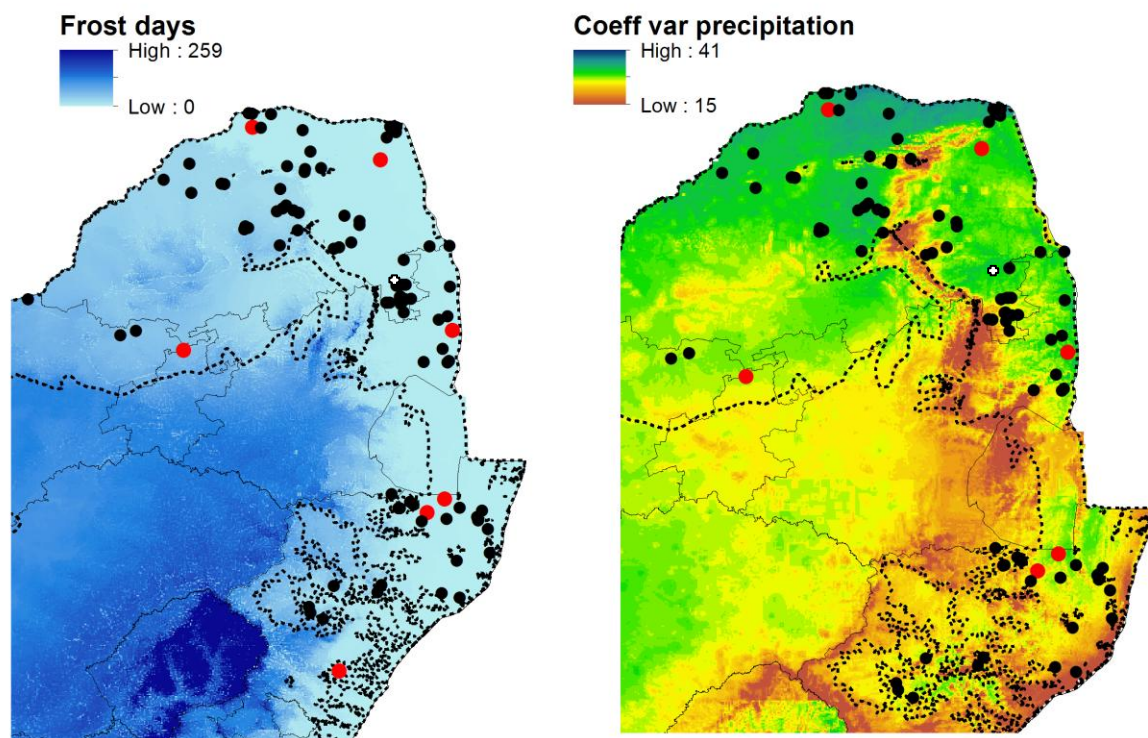 Frost days
High : 259
Low : 0
Coeff var precipitation
High : 41
Low : 15